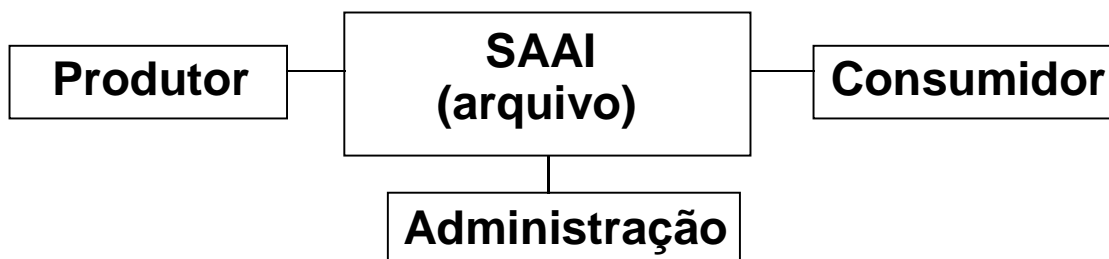 Produtor
SAAI
(arquivo)
Consumidor
Administração